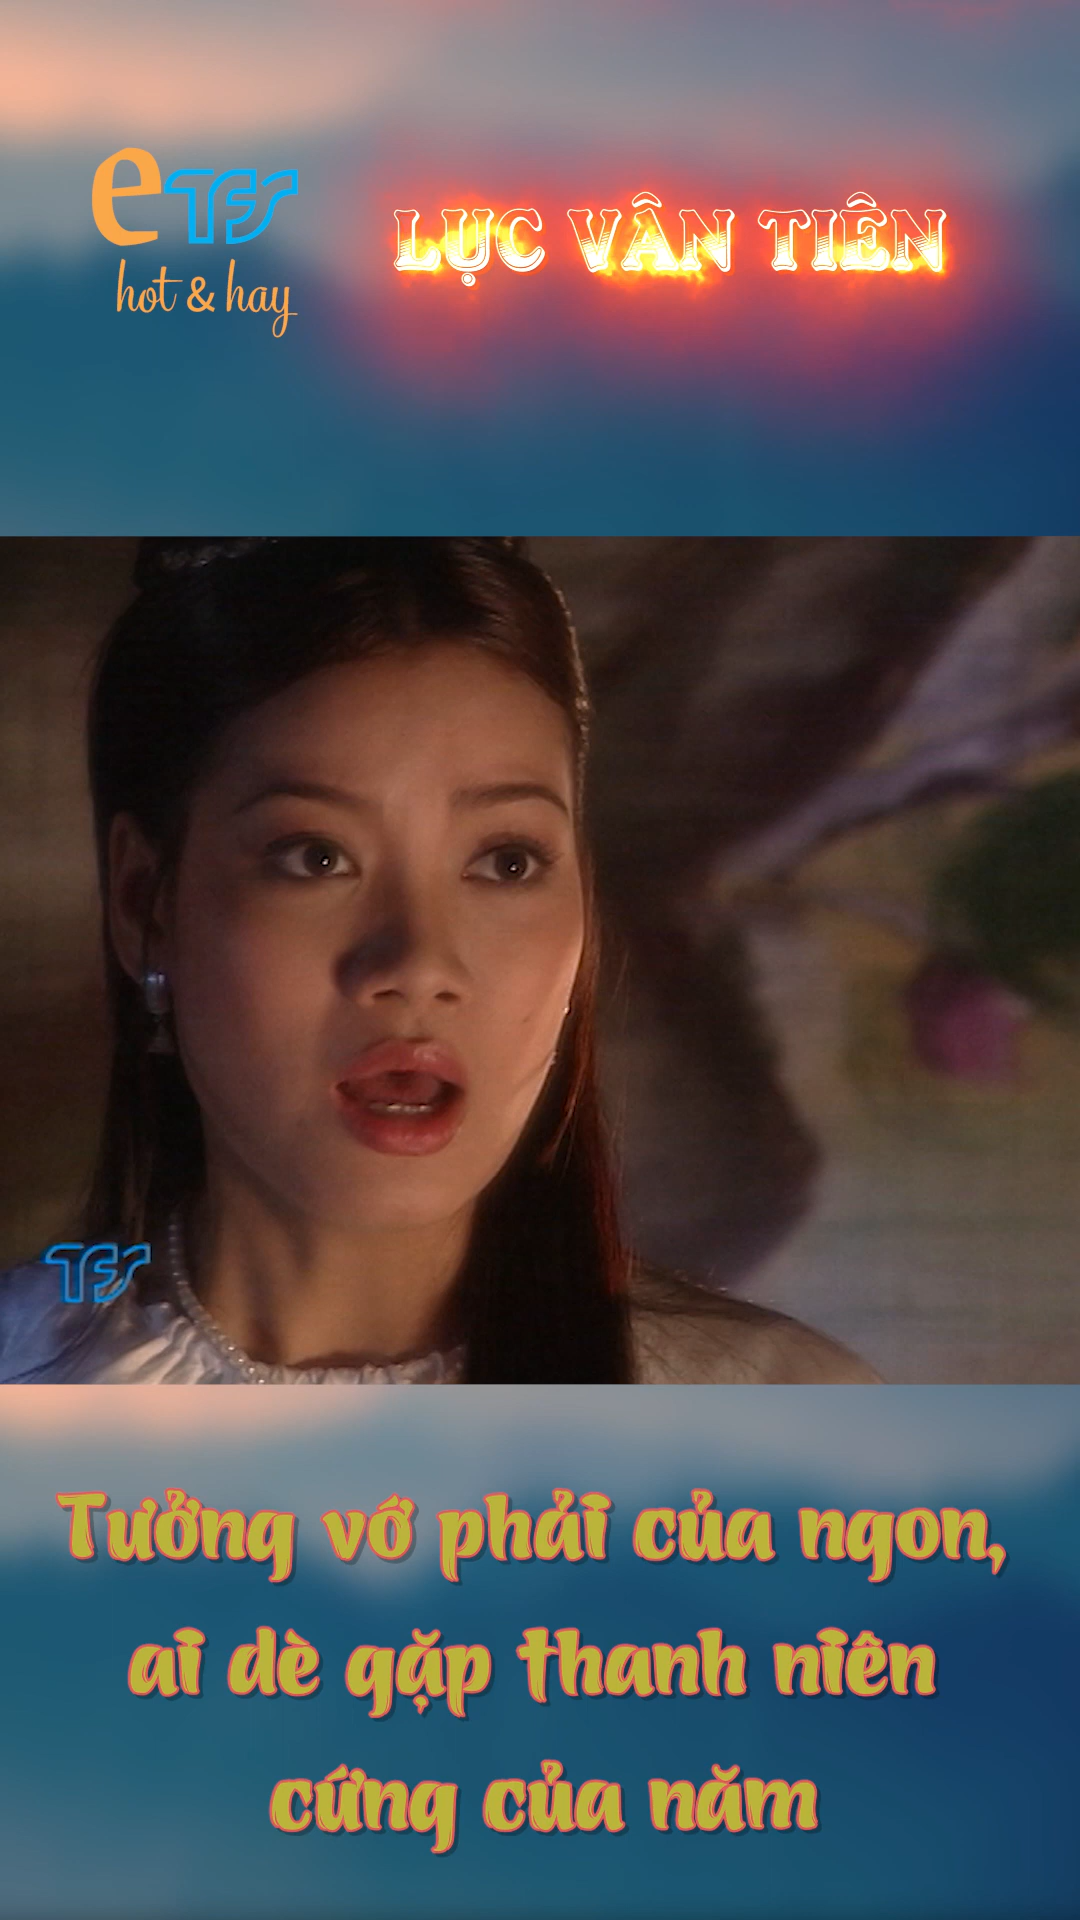 eTFS
hot & hay
LỤC VÂN TIÊN
TFS
Tưởng vớ phải của ngon,
ai dè gặp thanh niên
cứng của năm